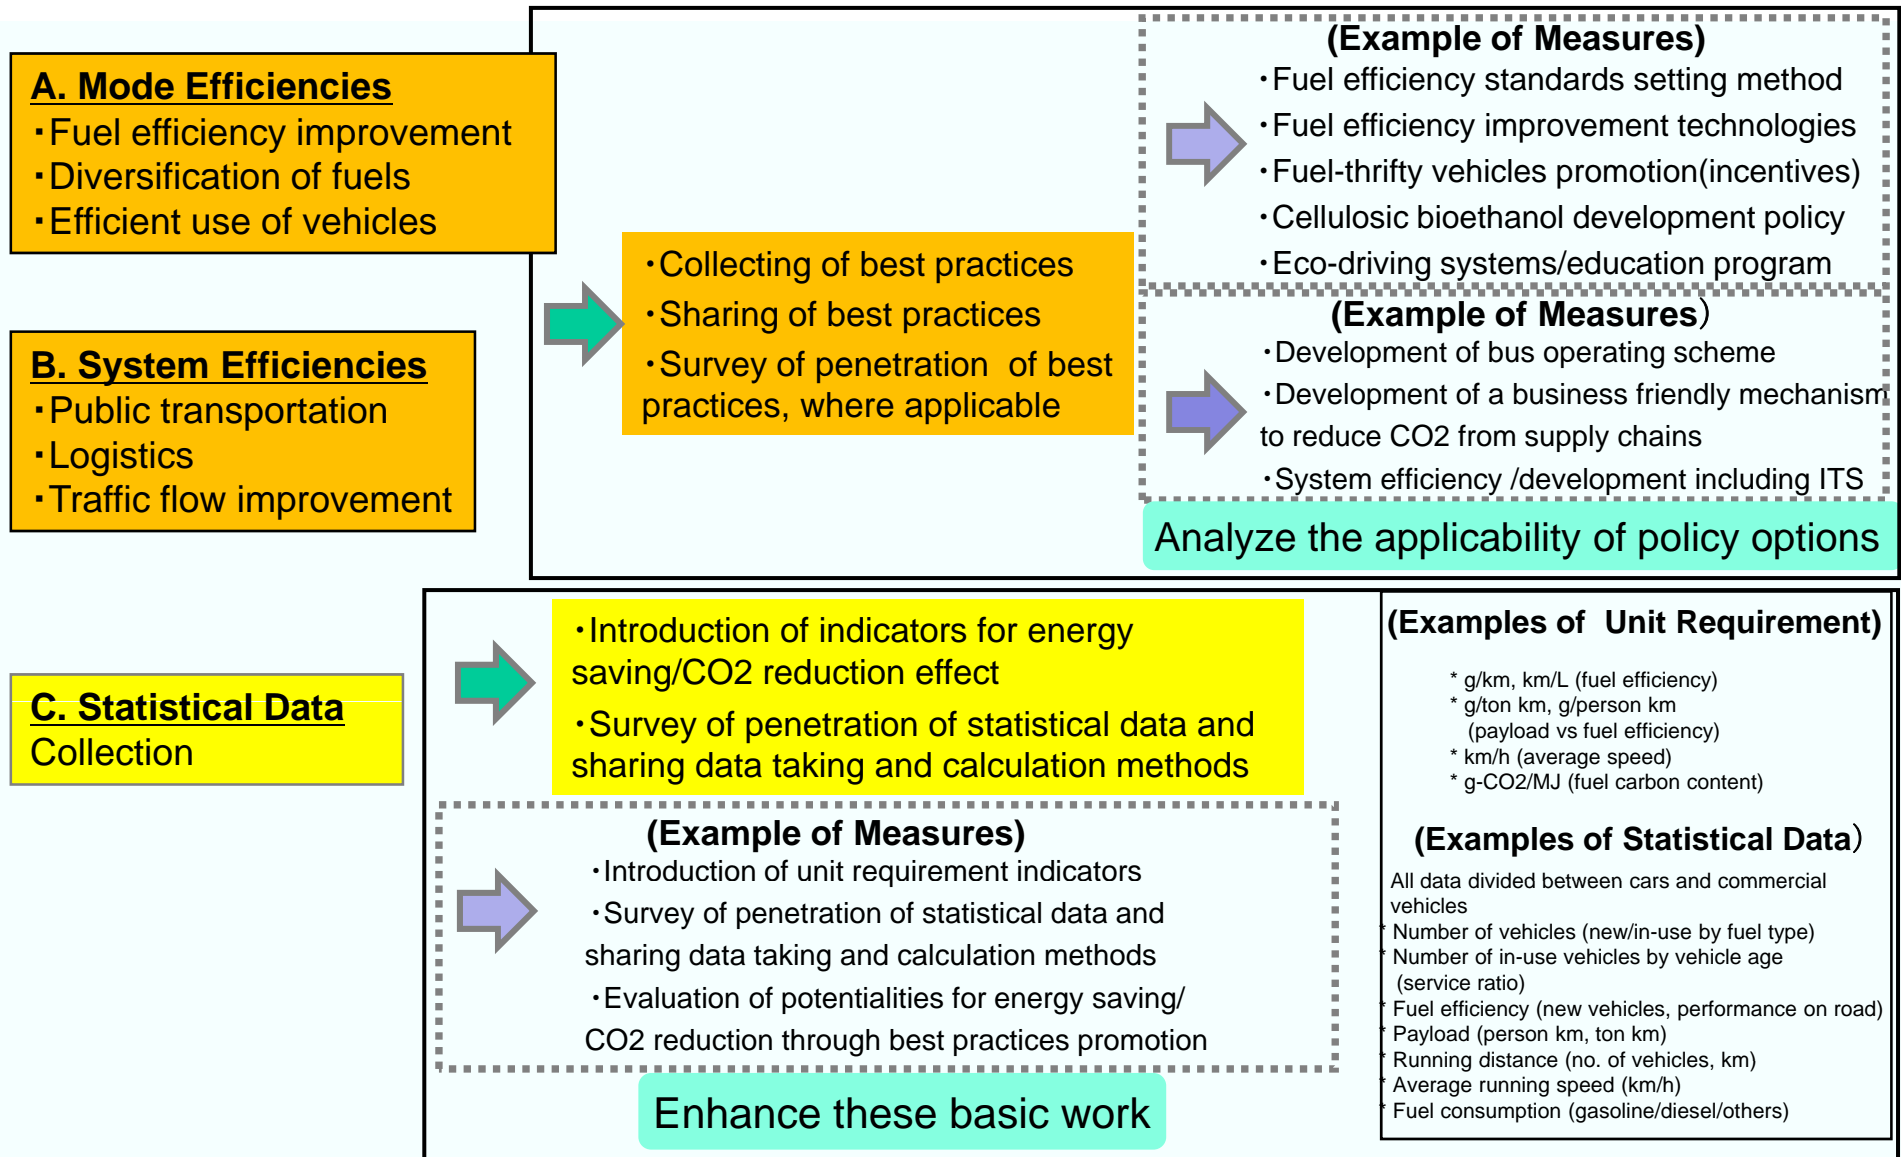 A. Mode Efficiencies
▪Fuel efficiency improvement
▪Diversification of fuels
▪Efficient use of vehicles
B. System Efficiencies
▪Public transportation
▪Logistics
▪Traffic flow improvement
・Collecting of best practices
・Sharing of best practices
・Survey of penetration of best
practices, where applicable
(Example of Measures)
・Fuel efficiency standards setting method
・Fuel efficiency improvement technologies
・Fuel-thrifty vehicles promotion(incentives)
・Cellulosic bioethanol development policy
・Eco-driving systems/education program
(Example of Measures）
・Development of bus operating scheme
・Development of a business friendly mechanism
to reduce CO2 from supply chains
・System efficiency /development including ITS
Analyze the applicability of policy options
C. Statistical Data
Collection
・Introduction of indicators for energy
saving/CO2 reduction effect
・Survey of penetration of statistical data and
sharing data taking and calculation methods
(Example of Measures)
・Introduction of unit requirement indicators
・Survey of penetration of statistical data and
sharing data taking and calculation methods
・Evaluation of potentialities for energy saving/
CO2 reduction through best practices promotion
Enhance these basic work
(Examples of Unit Requirement)
* g/km, km/L (fuel efficiency)
* g/ton km, g/person km
(payload vs fuel efficiency)
* km/h (average speed)
* g-CO2/MJ (fuel carbon content)
(Examples of Statistical Data）
All data divided between cars and commercial
vehicles
* Number of vehicles (new/in-use by fuel type)
* Number of in-use vehicles by vehicle age
(service ratio)
* Fuel efficiency (new vehicles, performance on road)
* Payload (person km, ton km)
* Running distance (no. of vehicles, km)
* Average running speed (km/h)
* Fuel consumption (gasoline/diesel/others)